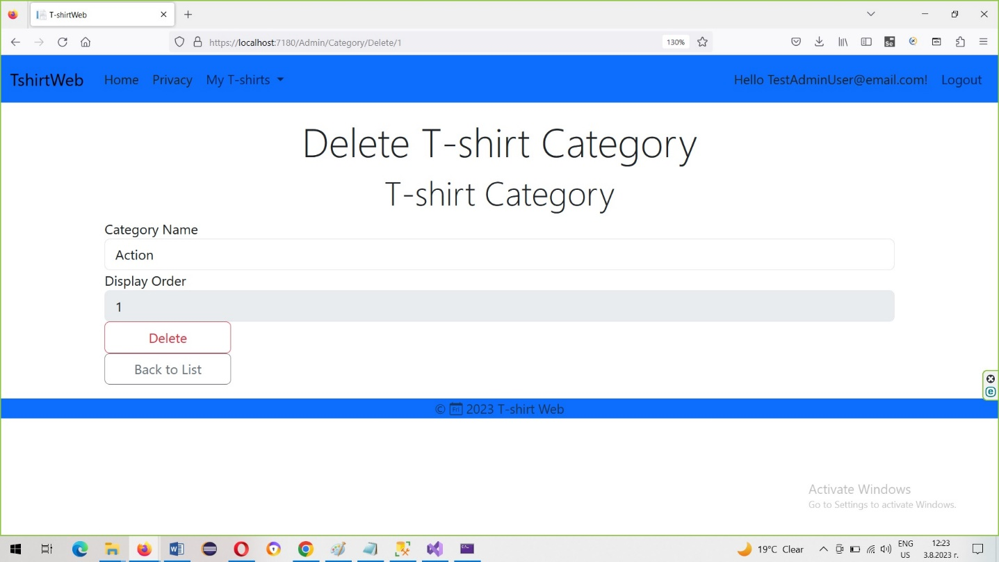 T-shirtWeb
https://localhost:7180/Admin/Category/Delete/1
130%
Se
TshirtWeb Home Privacy My T-shirts Hello TestAdminUser@email.com! Logout
Delete T-shirt Category
T-shirt Category
Category Name
Action
Display Order
1
Delete
Back to List
© Fri 2023 T-shirt Web
Activate Windows
Go to Settings to activate Windows.
19°C Clear
ENG
US
12:23
3.8.2023 г.